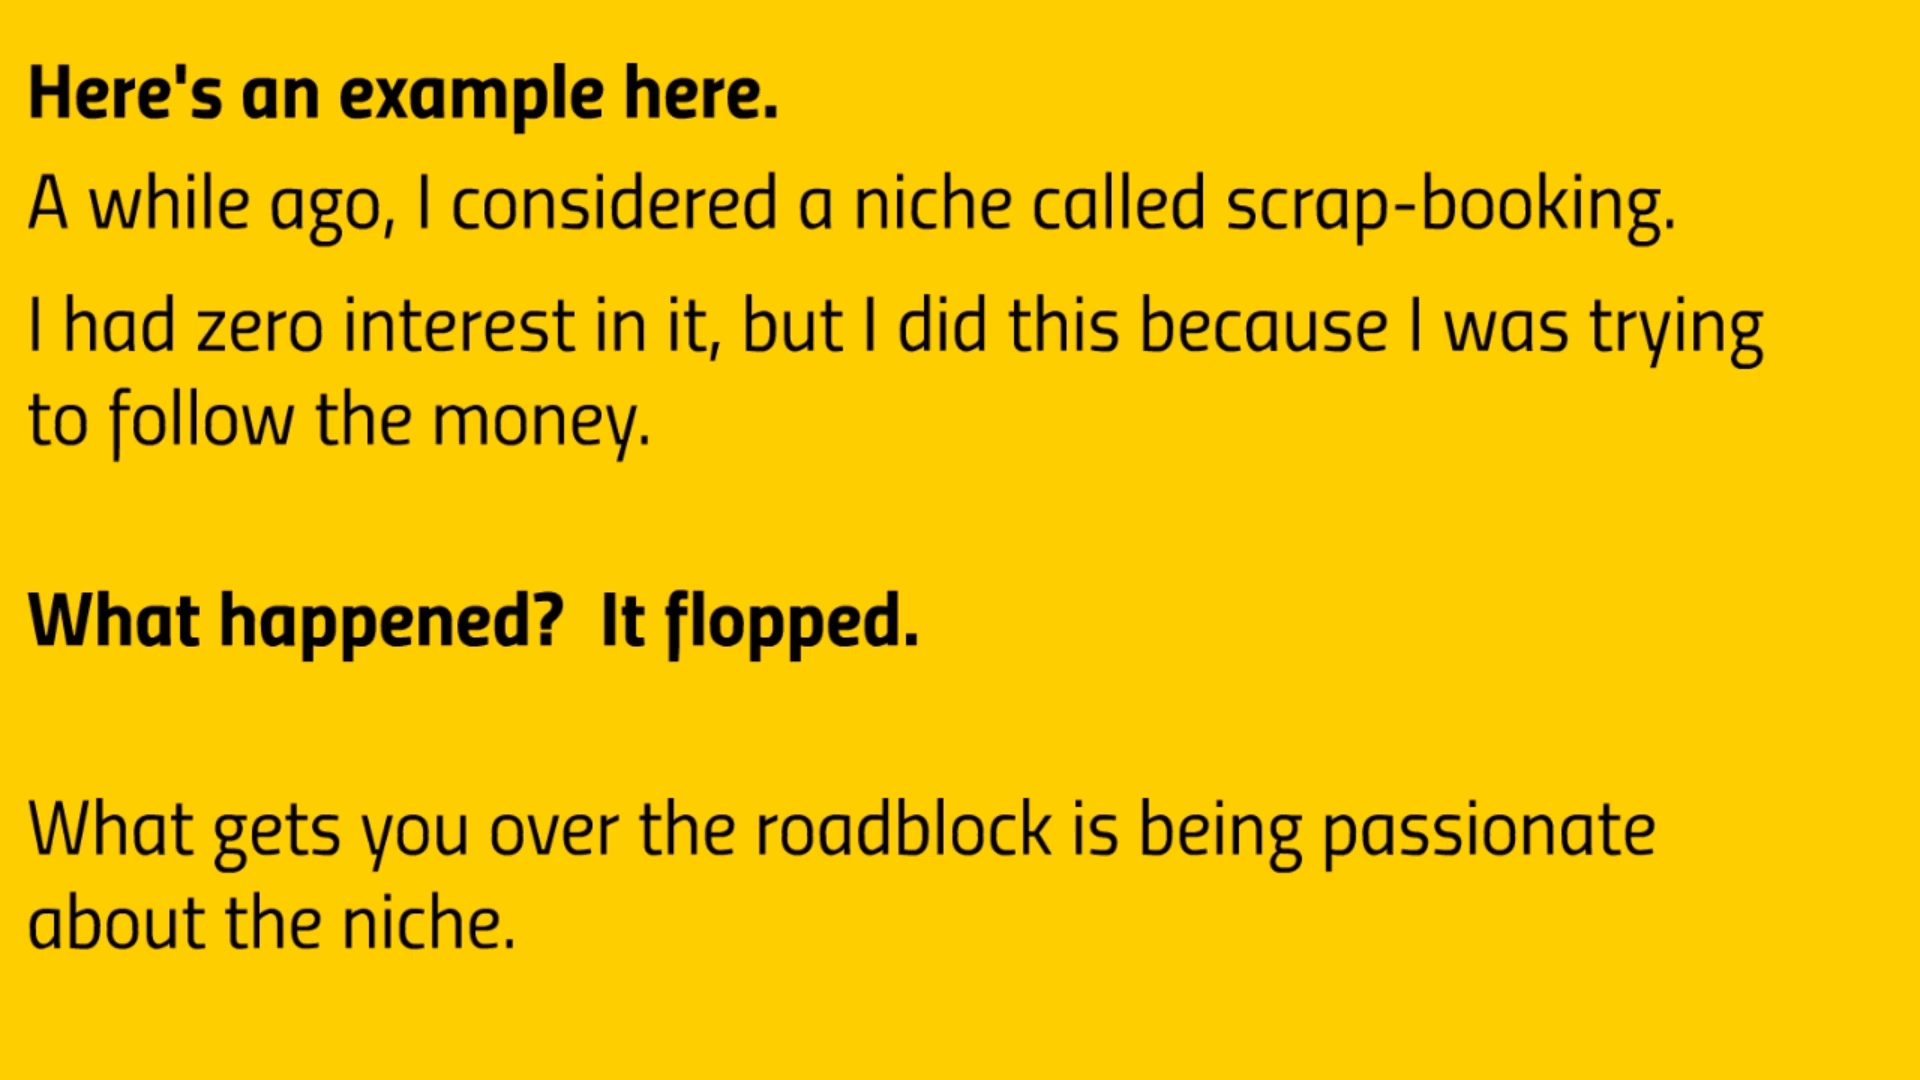 Here's an example here.
A while ago, I considered a niche called scrap-booking.
I had zero interest in it, but I did this because I was trying
to follow the money.
What happened?  It flopped.
What gets you over the roadblock is being passionate
about the niche.